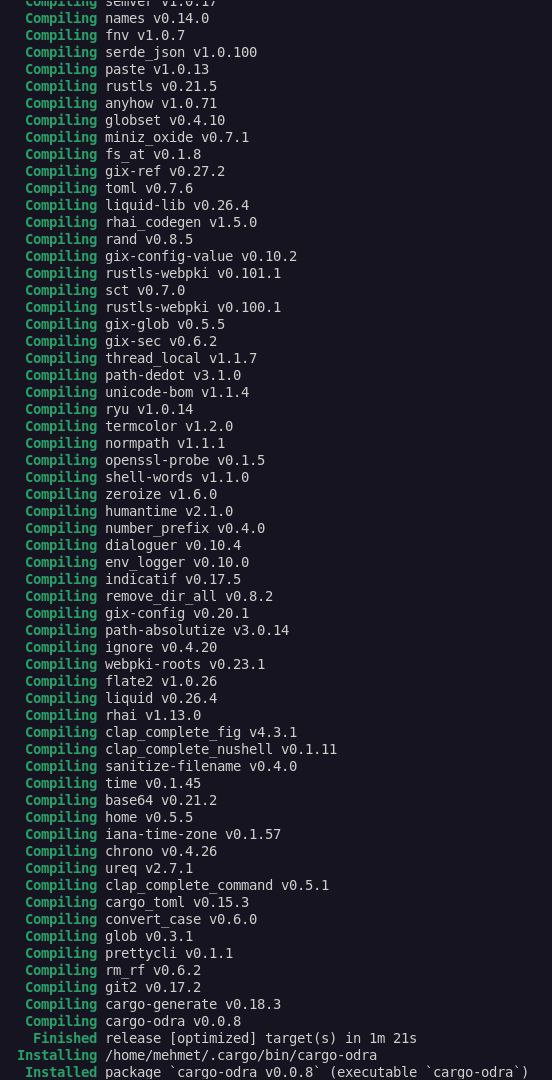 Compiling semver v1.0.17
Compiling names v0.14.0
Compiling fnv v1.0.7
Compiling serde_json v1.0.100
Compiling paste v1.0.13
Compiling rustls v0.21.5
Compiling anyhow v1.0.71
Compiling globset v0.4.10
Compiling miniz_oxide v0.7.1
Compiling fs_at v0.1.8
Compiling gix-ref v0.27.2
Compiling toml v0.7.6
Compiling liquid-lib v0.26.4
Compiling rhai_codegen v1.5.0
Compiling rand v0.8.5
Compiling gix-config-value v0.10.2
Compiling rustls-webpki v0.101.1
Compiling sct v0.7.0
Compiling rustls-webpki v0.100.1
Compiling gix-glob v0.5.5
Compiling gix-sec v0.6.2
Compiling thread_local v1.1.7
Compiling path-dedot v3.1.0
Compiling unicode-bom v1.1.4
Compiling ryu v1.0.14
Compiling termcolor v1.2.0
Compiling normpath v1.1.1
Compiling openssl-probe v0.1.5
Compiling shell-words v1.1.0
Compiling zeroize v1.6.0
Compiling humantime v2.1.0
Compiling number_prefix v0.4.0
Compiling dialoguer v0.10.4
Compiling env_logger v0.10.0
Compiling indicatif v0.17.5
Compiling remove_dir_all v0.8.2
Compiling gix-config v0.20.1
Compiling path-absolutize v3.0.14
Compiling ignore v0.4.20
Compiling webpki-roots v0.23.1
Compiling flate2 v1.0.26
Compiling liquid v0.26.4
Compiling rhai v1.13.0
Compiling clap_complete_fig v4.3.1
Compiling clap_complete_nushell v0.1.11
Compiling sanitize-filename v0.4.0
Compiling time v0.1.45
Compiling base64 v0.21.2
Compiling home v0.5.5
Compiling iana-time-zone v0.1.57
Compiling chrono v0.4.26
Compiling ureq v2.7.1
Compiling clap_complete_command v0.5.1
Compiling cargo_toml v0.15.3
Compiling convert_case v0.6.0
Compiling glob v0.3.1
Compiling prettycli v0.1.1
Compiling rm_rf v0.6.2
Compiling git2 v0.17.2
Compiling cargo-generate v0.18.3
Compiling cargo-odra v0.0.8
Finished release [optimized] target(s) in 1m 21s
Installing /home/mehmet/.cargo/bin/cargo-odra
Installed package `cargo-odra v0.0.8` (executable `cargo-odra`)